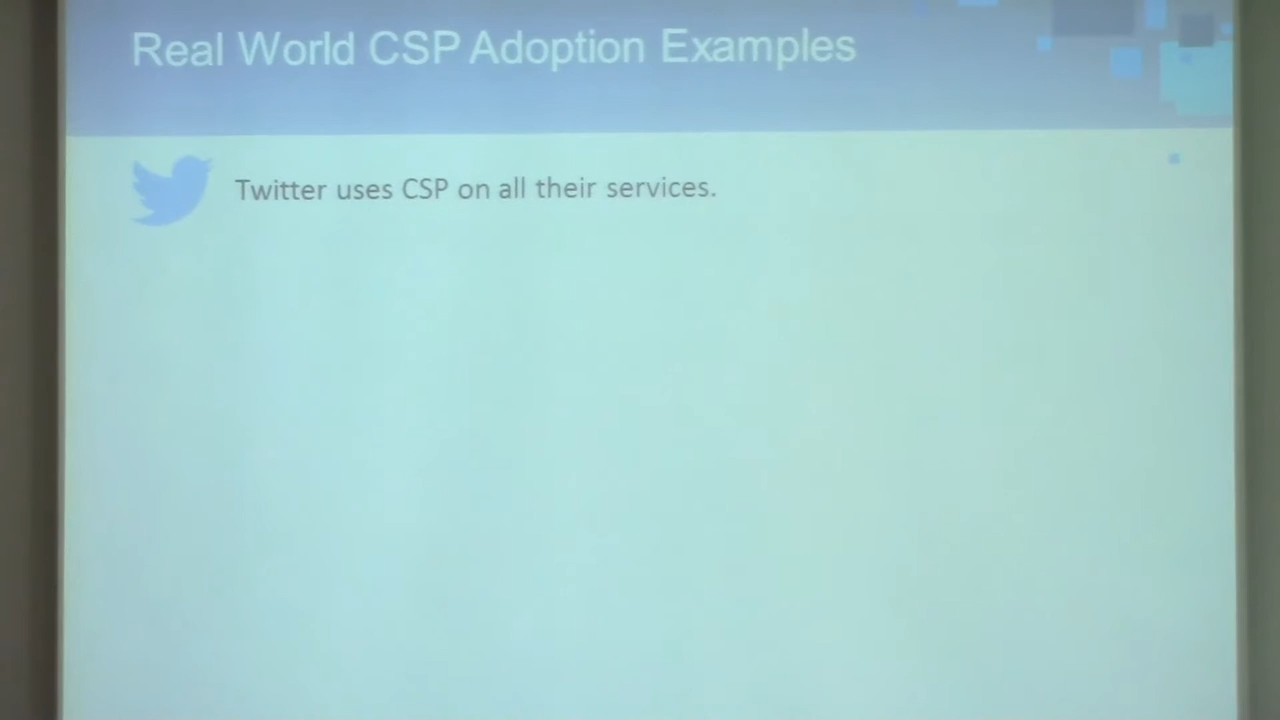 Real World CSP Adoption Examples
Twitter uses CSP on all their services.